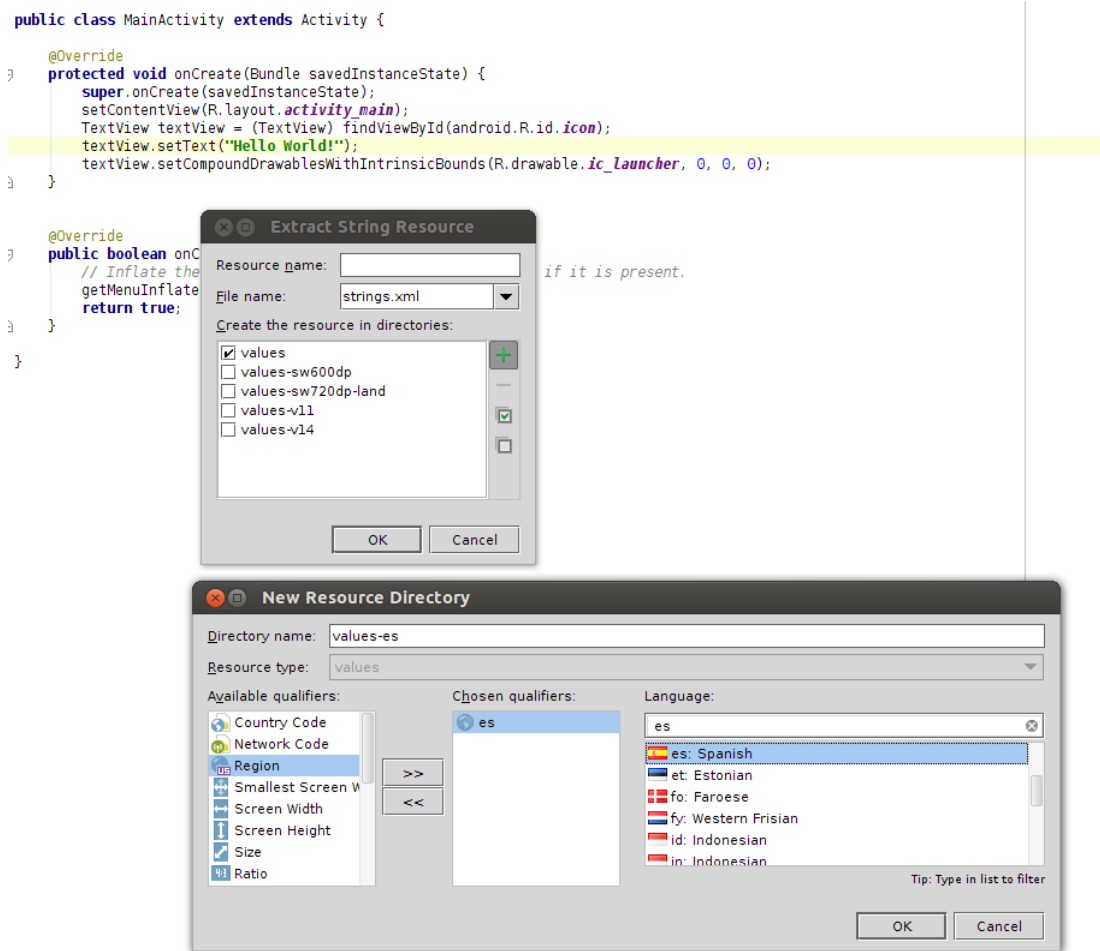 public class MainActivity extends Activity {
@Override
protected void onCreate(Bundle savedInstanceState) {
super.onCreate(savedInstanceState);
setContentView(R.layout.activity_main);
TextView textView = (TextView) findViewById(android.R.id.icon);
textView.setText("Hello World!");
textView.setCompoundDrawablesWithIntrinsicBounds(R.drawable.ic_launcher, 0, 0, 0);
}
@Override
public boolean onC
// Inflate the
if it is present.
getMenuInflate
return true;
}
}
Extract String Resource
Resource name:
File name:
strings.xml
Create the resource in directories:
values
values-sw600dp
values-sw720dp-land
values-v11
values-v14
OK
Cancel
New Resource Directory
Directory name:
values-es
Resource type:
values
Available qualifiers:
Country Code
Network Code
Region
Smallest Screen W
Screen Width
Screen Height
Size
Ratio
>>
<<
Chosen qualifiers:
es
Language:
es
es: Spanish
et: Estonian
fo: Faroese
fy: Western Frisian
id: Indonesian
in: Indonesian
Tip: Type in list to filter
OK
Cancel